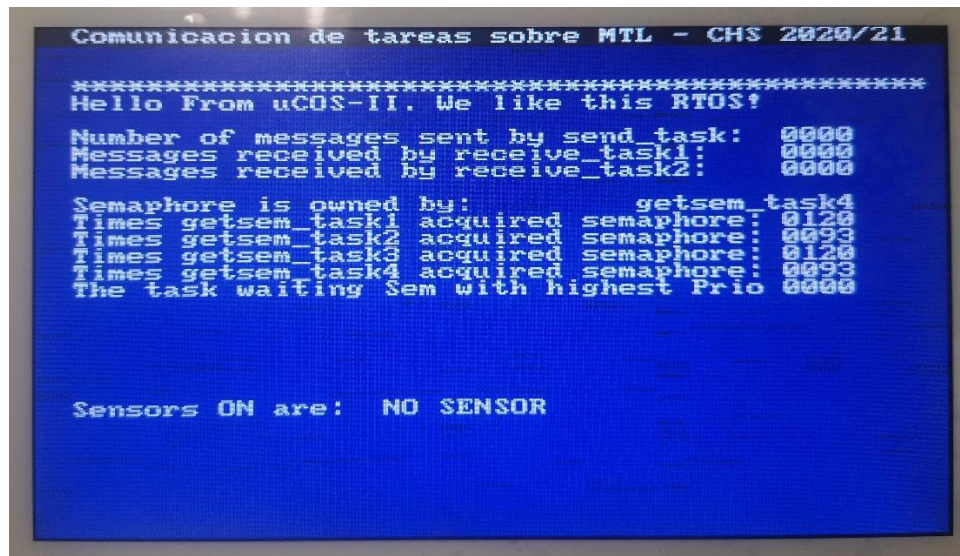 Comunicacion de tareas sobre MTL - CHS 2020/21
*****************************************************
Hello From uCOS-II. We like this RTOS!
Number of messages sent by send_task: 0000
Messages received by receive_task1: 0000
Messages received by receive_task2: 0000
Semaphore is owned by: getsem_task4
Times getsem_task1 acquired semaphore: 0120
Times getsem_task2 acquired semaphore: 0093
Times getsem_task3 acquired semaphore: 0120
Times getsem_task4 acquired semaphore: 0093
The task waiting Sem with highest Prio 0000
Sensors ON are: NO SENSOR